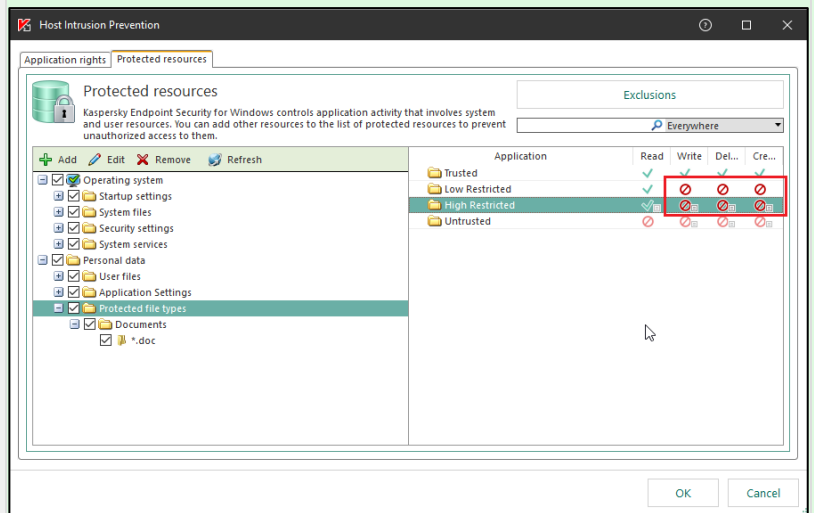 Host Intrusion Prevention
Application rights
Protected resources
Protected resources
Kaspersky Endpoint Security for Windows controls application activity that involves system
and user resources. You can add other resources to the list of protected resources to prevent
unauthorized access to them.
Exclusions
Everywhere
Add Edit Remove Refresh
Operating system
Startup settings
System files
Security settings
System services
Personal data
User files
Application Settings
Protected file types
Documents
*.doc
Application Read Write Del... Cre...
Trusted
Low Restricted
High Restricted
Untrusted
OK Cancel